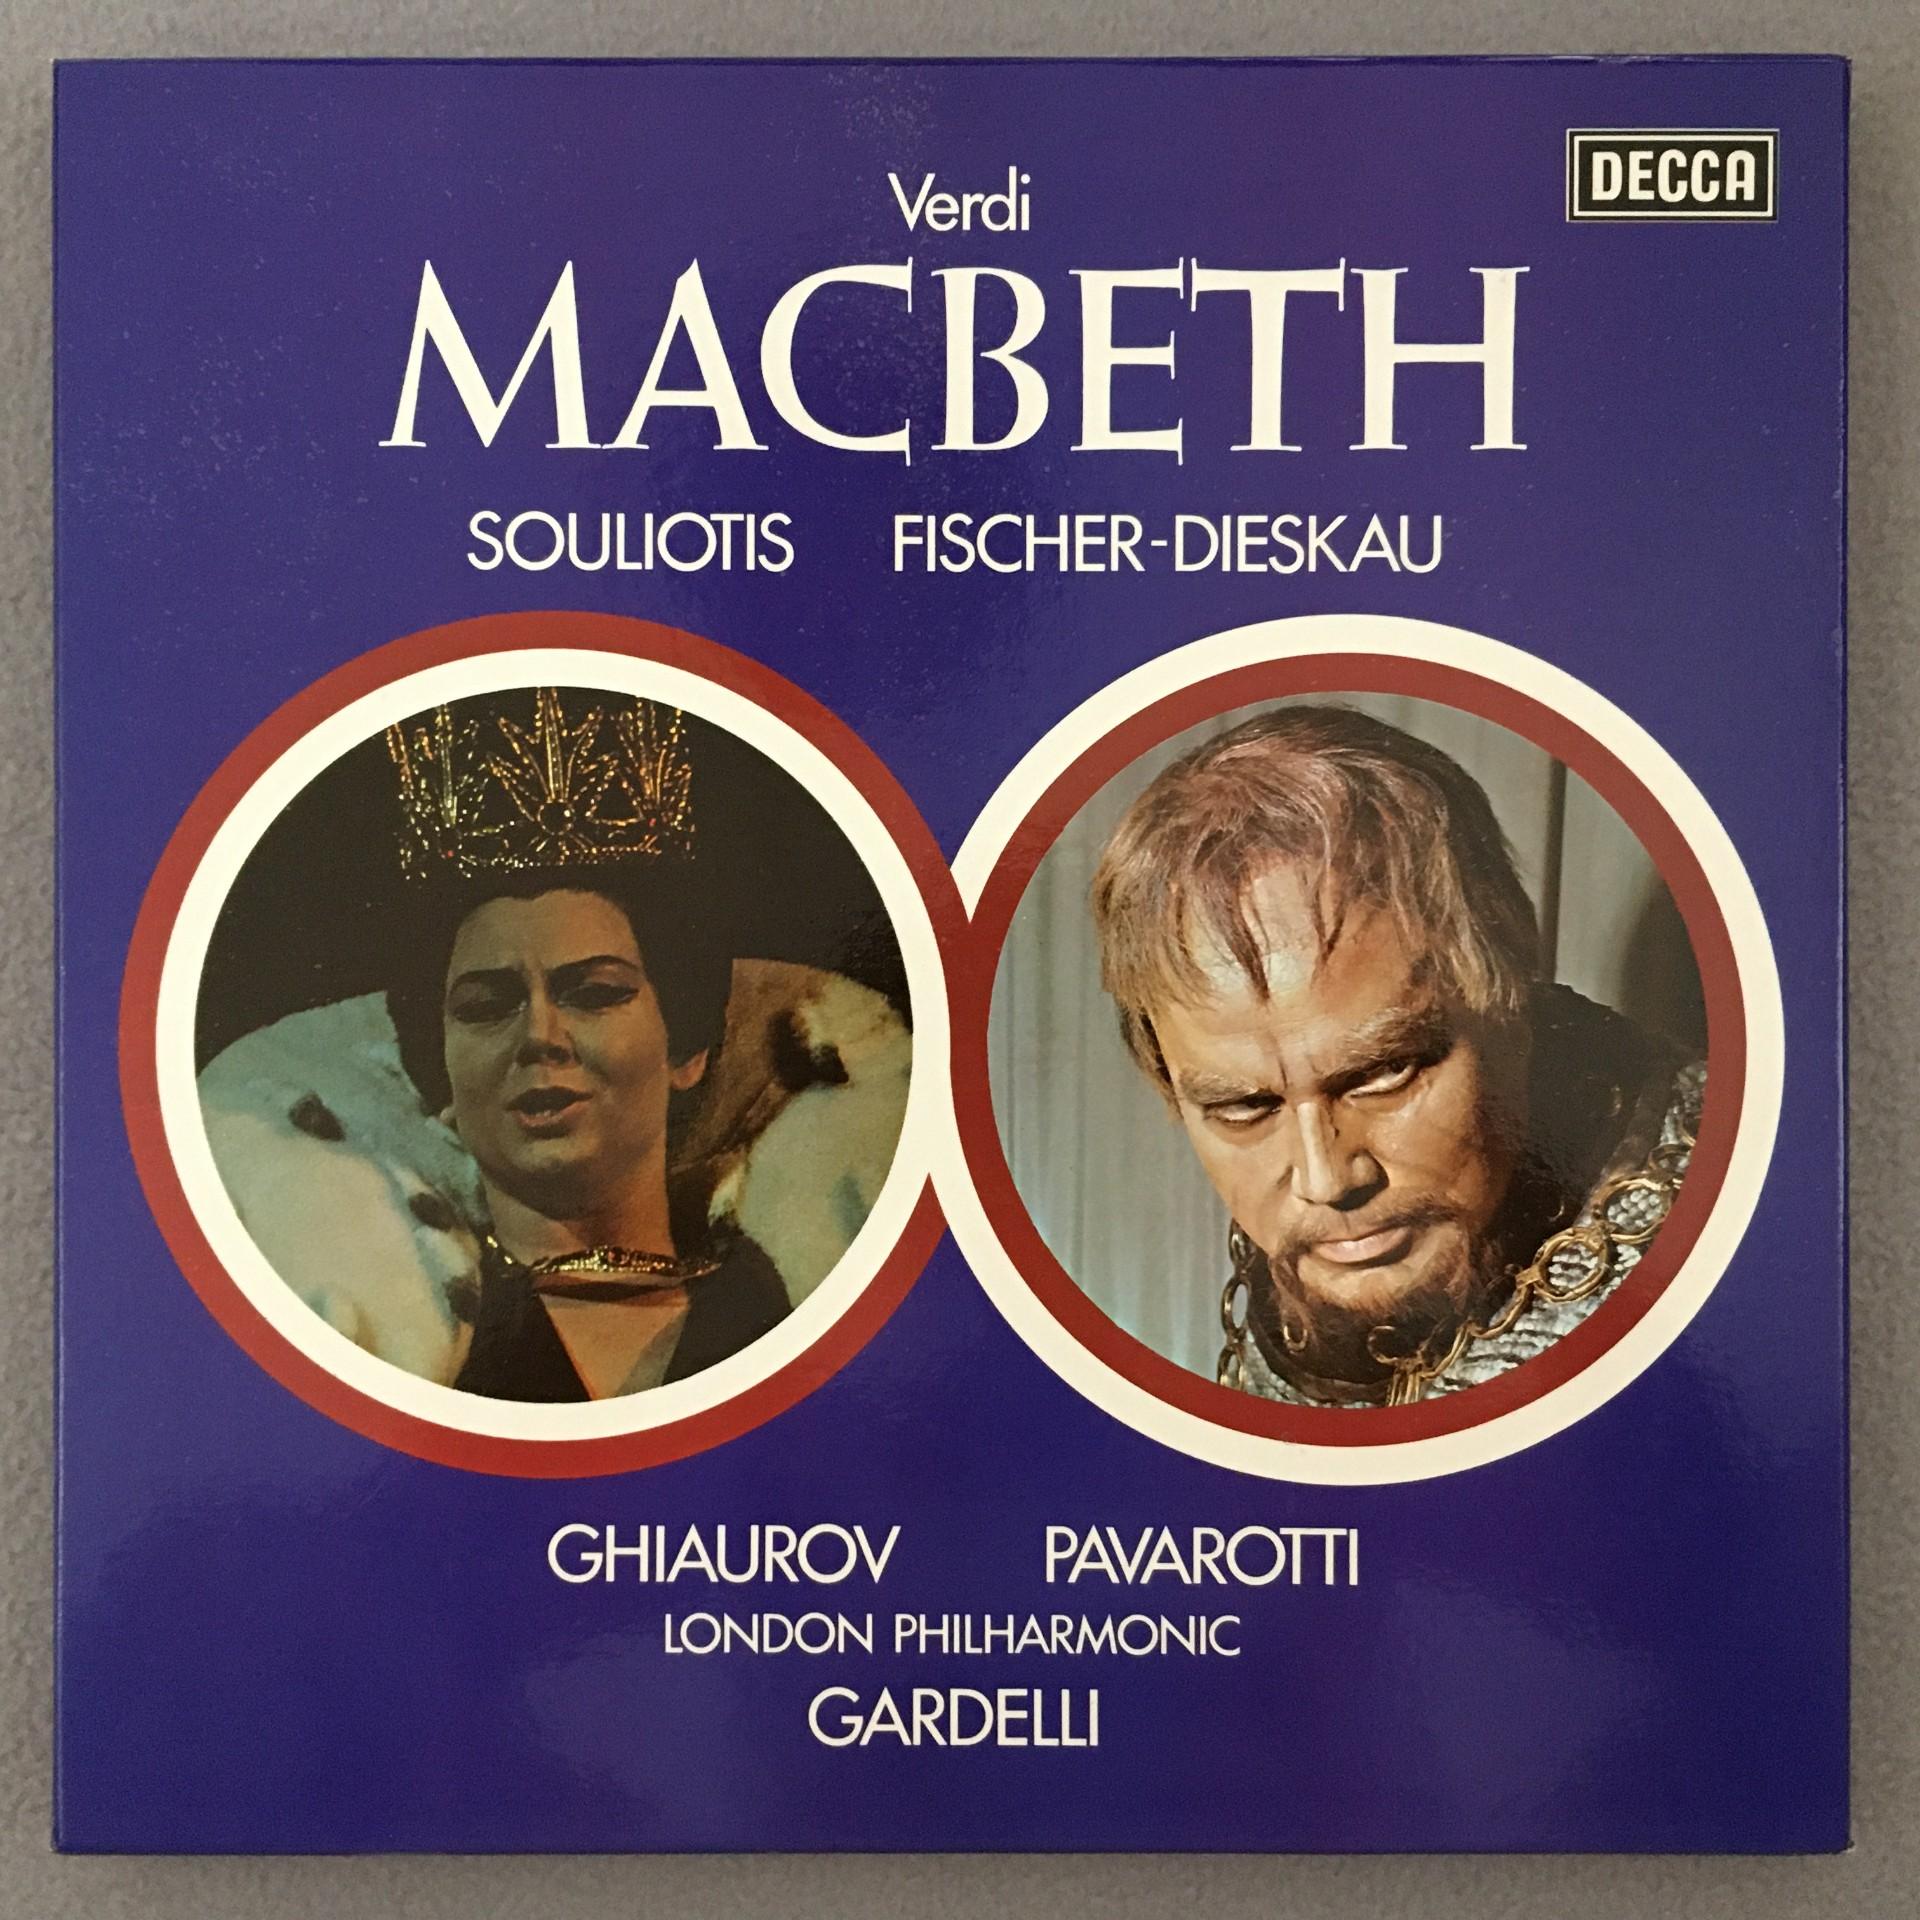 DECCA
Verdi
MACBETH
SOULIOTIS FISCHER-DIESKAU
GHIAUROV PAVAROTTI
LONDON PHILHARMONIC
GARDELLI